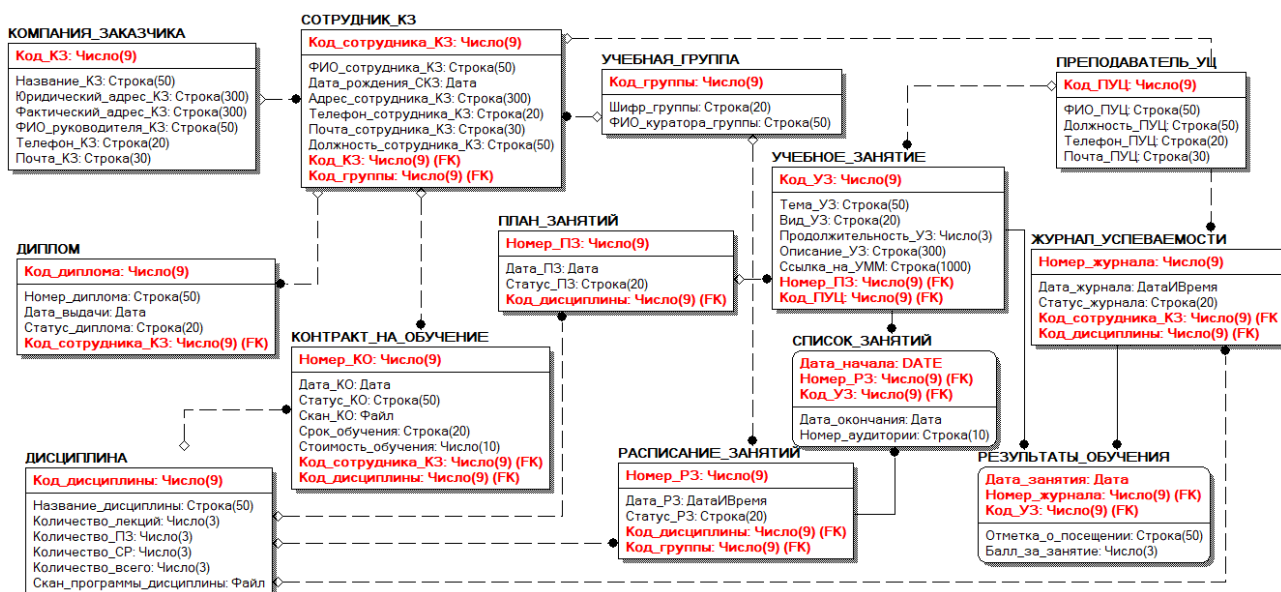 КОМПАНИЯ_ЗАКАЗЧИКА
Код_КЗ: Число(9)
Название_КЗ: Строка(50)
Юридический_адрес_КЗ: Строка(300)
Фактический_адрес_КЗ: Строка(300)
ФИО_руководителя_КЗ: Строка(50)
Телефон_КЗ: Строка(20)
Почта_КЗ: Строка(30)
СОТРУДНИК_КЗ
Код_сотрудника_КЗ: Число(9)
ФИО_сотрудника_КЗ: Строка(50)
Дата_рождения_СКЗ: Дата
Адрес_сотрудника_КЗ: Строка(300)
Телефон_сотрудника_КЗ: Строка(20)
Почта_сотрудника_КЗ: Строка(30)
Должность_сотрудника_КЗ: Строка(50)
Код_КЗ: Число(9) (FK)
Код_группы: Число(9) (FK)
УЧЕБНАЯ_ГРУППА
Код_группы: Число(9)
Шифр_группы: Строка(20)
ФИО_куратора_группы: Строка(50)
ПРЕПОДАВАТЕЛЬ_УЦ
Код_ПУЦ: Число(9)
ФИО_ПУЦ: Строка(50)
Должность_ПУЦ: Строка(50)
Телефон_ПУЦ: Строка(20)
Почта_ПУЦ: Строка(30)
УЧЕБНОЕ_ЗАНЯТИЕ
Код_УЗ: Число(9)
Тема_УЗ: Строка(50)
Вид_УЗ: Строка(20)
Продолжительность_УЗ: Число(3)
Описание_УЗ: Строка(300)
Ссылка_на_УММ: Строка(1000)
Номер_ПЗ: Число(9) (FK)
Код_ПУЦ: Число(9) (FK)
ПЛАН_ЗАНЯТИЙ
Номер_ПЗ: Число(9)
Дата_ПЗ: Дата
Статус_ПЗ: Строка(20)
Код_дисциплины: Число(9) (FK)
ДИПЛОМ
Код_диплома: Число(9)
Номер_диплома: Строка(50)
Дата_выдачи: Дата
Статус_диплома: Строка(20)
Код_сотрудника_КЗ: Число(9) (FK)
ЖУРНАЛ_УСПЕВАЕМОСТИ
Номер_журнала: Число(9)
Дата_журнала: ДатаИВремя
Статус_журнала: Строка(20)
Код_сотрудника_КЗ: Число(9) (FK)
Код_дисциплины: Число(9) (FK)
КОНТРАКТ_НА_ОБУЧЕНИЕ
Номер_КО: Число(9)
Дата_КО: Дата
Статус_КО: Строка(50)
Скан_КО: Файл
Срок_обучения: Строка(20)
Стоимость_обучения: Число(10)
Код_сотрудника_КЗ: Число(9) (FK)
Код_дисциплины: Число(9) (FK)
СПИСОК_ЗАНЯТИЙ
Дата_начала: DATE
Номер_РЗ: Число(9) (FK)
Код_УЗ: Число(9) (FK)
Дата_окончания: Дата
Номер_аудитории: Строка(10)
ДИСЦИПЛИНА
Код_дисциплины: Число(9)
Название_дисциплины: Строка(50)
Количество_лекций: Число(3)
Количество_ПЗ: Число(3)
Количество_СР: Число(3)
Количество_всего: Число(3)
Скан_программы_дисциплины: Файл
РАСПИСАНИЕ_ЗАНЯТИЙ
Номер_РЗ: Число(9)
Дата_РЗ: ДатаИВремя
Статус_РЗ: Строка(20)
Код_дисциплины: Число(9) (FK)
Код_группы: Число(9) (FK)
РЕЗУЛЬТАТЫ_ОБУЧЕНИЯ
Дата_занятия: Дата
Номер_журнала: Число(9) (FK)
Код_УЗ: Число(9) (FK)
Отметка_о_посещении: Строка(50)
Балл_за_занятие: Число(3)